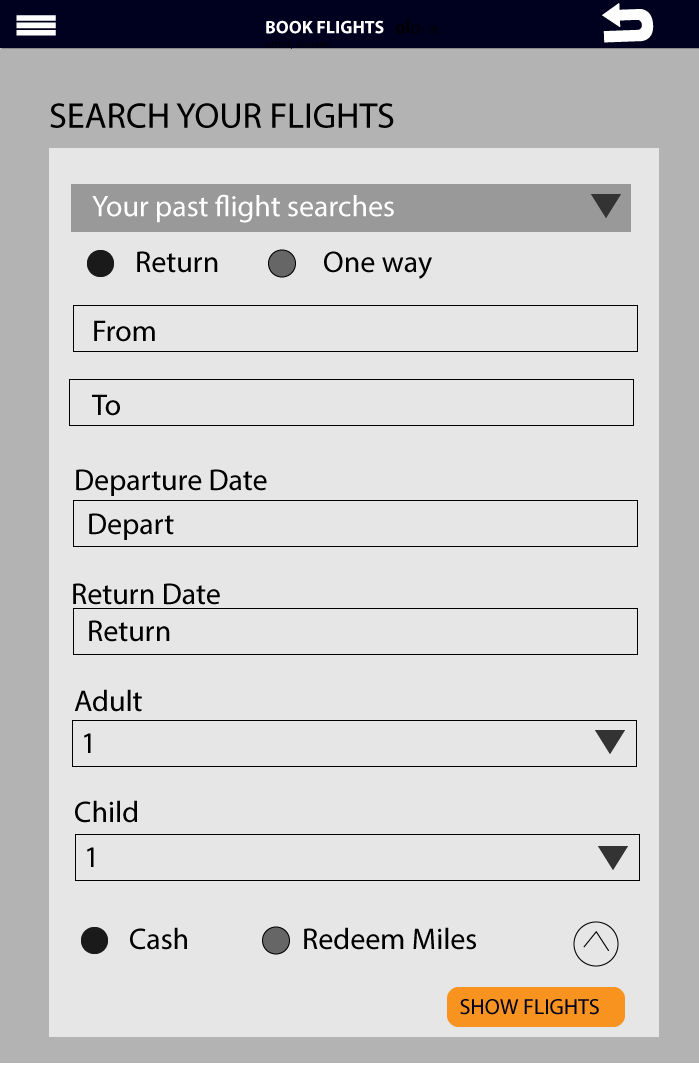 BOOK FLIGHTS
SEARCH YOUR FLIGHTS
Your past flight searches
Return One way
From
To
Departure Date
Depart
Return Date
Return
Adult
1
Child
1
Cash Redeem Miles
SHOW FLIGHTS